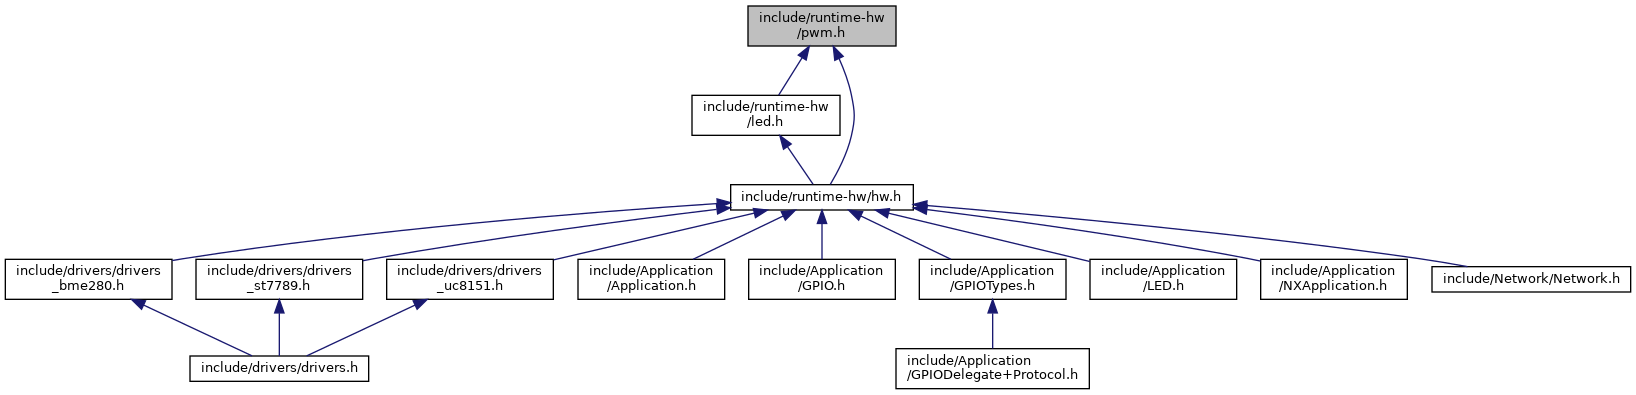 include/runtime-hw
/pwm.h
include/runtime-hw
/led.h
include/runtime-hw/hw.h
include/drivers/drivers
_bme280.h
include/drivers/drivers
_st7789.h
include/drivers/drivers
_uc8151.h
include/Application
/Application.h
include/Application
/GPIO.h
include/Application
/GPIOTypes.h
include/Application
/LED.h
include/Application
/NXApplication.h
include/Network/Network.h
include/drivers/drivers.h
include/Application
/GPIODelegate+Protocol.h